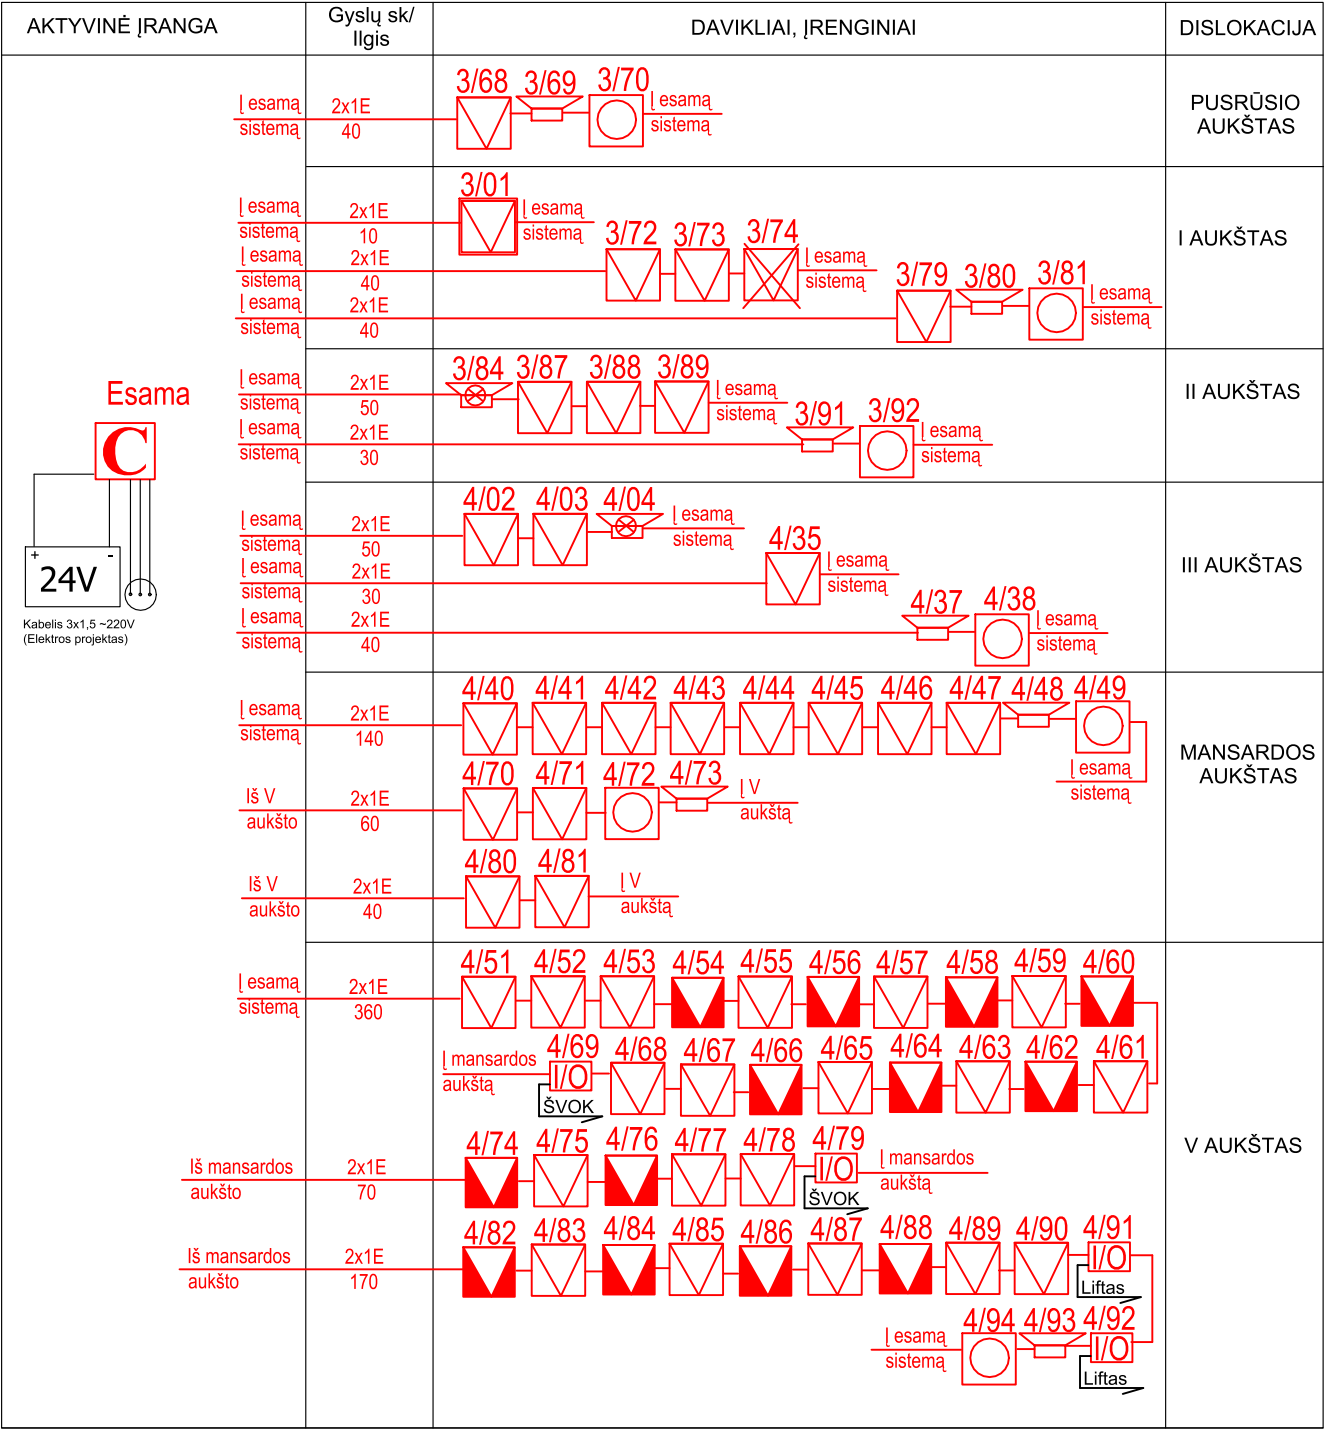 AKTYVINĖ ĮRANGA
Gyslų sk/
Ilgis
DAVIKLIAI, ĮRENGINIAI
DISLOKACIJA
Į esamą
sistemą
2x1E
40
3/68 3/69 3/70
Į esamą
sistemą
PUSRŪSIO
AUKŠTAS
Į esamą
sistemą
2x1E
10
3/01
Į esamą
sistemą
Į esamą
sistemą
2x1E
40
3/72 3/73 3/74
Į esamą
sistemą
Į esamą
sistemą
2x1E
40
3/79 3/80 3/81
Į esamą
sistemą
I AUKŠTAS
Į esamą
sistemą
2x1E
50
3/84 3/87 3/88 3/89
Į esamą
sistemą
Į esamą
sistemą
2x1E
30
3/91 3/92
Į esamą
sistemą
II AUKŠTAS
Esama
C
+ -
24V
Kabelis 3x1,5 ~220V
(Elektros projektas)
Į esamą
sistemą
2x1E
50
4/02 4/03 4/04
Į esamą
sistemą
Į esamą
sistemą
2x1E
30
4/35
Į esamą
sistemą
Į esamą
sistemą
2x1E
40
4/37 4/38
Į esamą
sistemą
III AUKŠTAS
Į esamą
sistemą
2x1E
140
4/40 4/41 4/42 4/43 4/44 4/45 4/46 4/47 4/48 4/49
Į esamą
sistemą
Iš V
aukšto
2x1E
60
4/70 4/71 4/72 4/73
Į V
aukštą
Iš V
aukšto
2x1E
40
4/80 4/81
Į V
aukštą
MANSARDOS
AUKŠTAS
Į esamą
sistemą
2x1E
360
4/51 4/52 4/53 4/54 4/55 4/56 4/57 4/58 4/59 4/60
Į mansardos
aukštą
4/69 4/68 4/67 4/66 4/65 4/64 4/63 4/62 4/61
I/O
ŠVOK
Iš mansardos
aukšto
2x1E
70
4/74 4/75 4/76 4/77 4/78 4/79
I/O
ŠVOK
Į mansardos
aukštą
Iš mansardos
aukšto
2x1E
170
4/82 4/83 4/84 4/85 4/86 4/87 4/88 4/89 4/90 4/91
I/O
Liftas
Į esamą
sistemą
4/94 4/93 4/92
I/O
Liftas
V AUKŠTAS